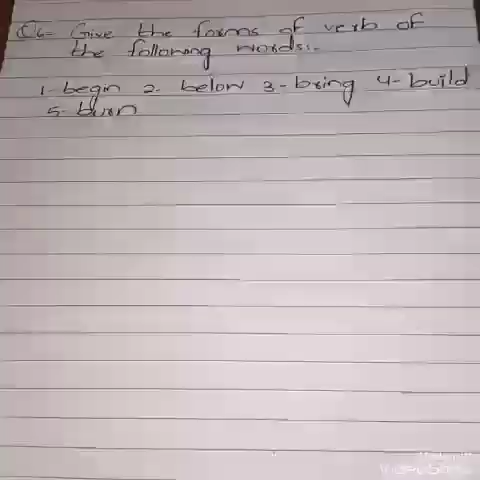 Q6- Give the forms of verb of
the following words:-
1- begin 2- below 3- bring 4- build
5- burn